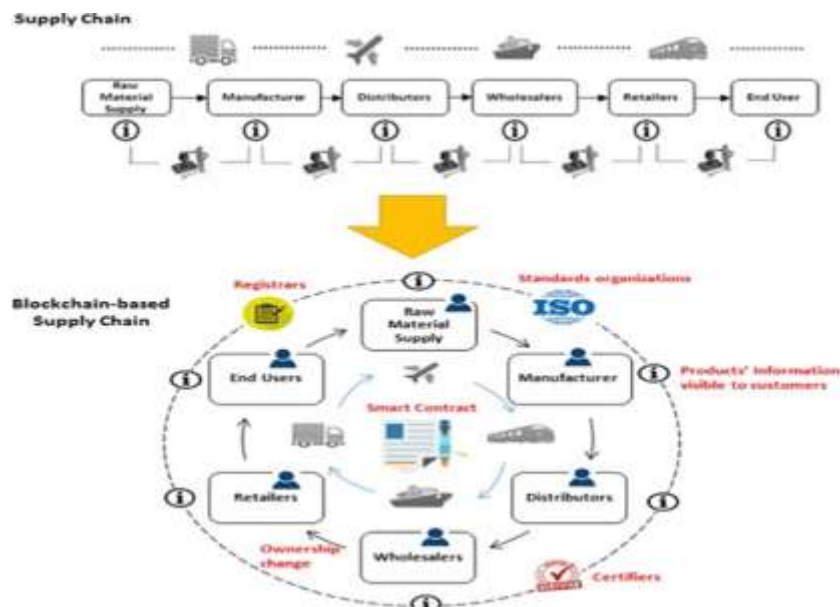 Supply Chain
Raw
Material
Supply
Manufacturer
Distributors
Wholesalers
Retailers
End User
Blockchain-based
Supply Chain
Registrars
Standards organizations
ISO
Raw
Material
Supply
End Users
Manufacturer
Products' Information
visible to customers
Smart Contract
Retailers
Distributors
Ownership
change
Wholesalers
Certifiers